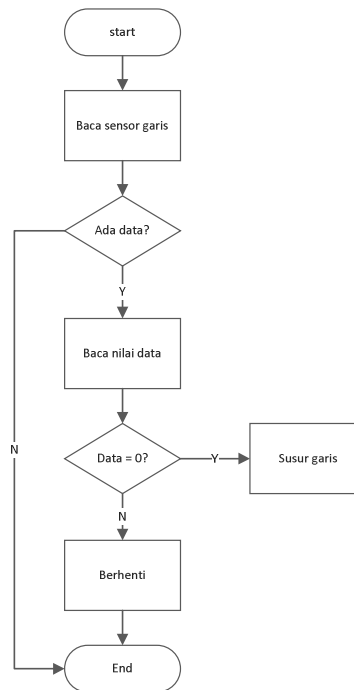 start
Baca sensor garis
Ada data?
Y
Baca nilai data
N
Data = 0?
Y
Susur garis
N
Berhenti
End